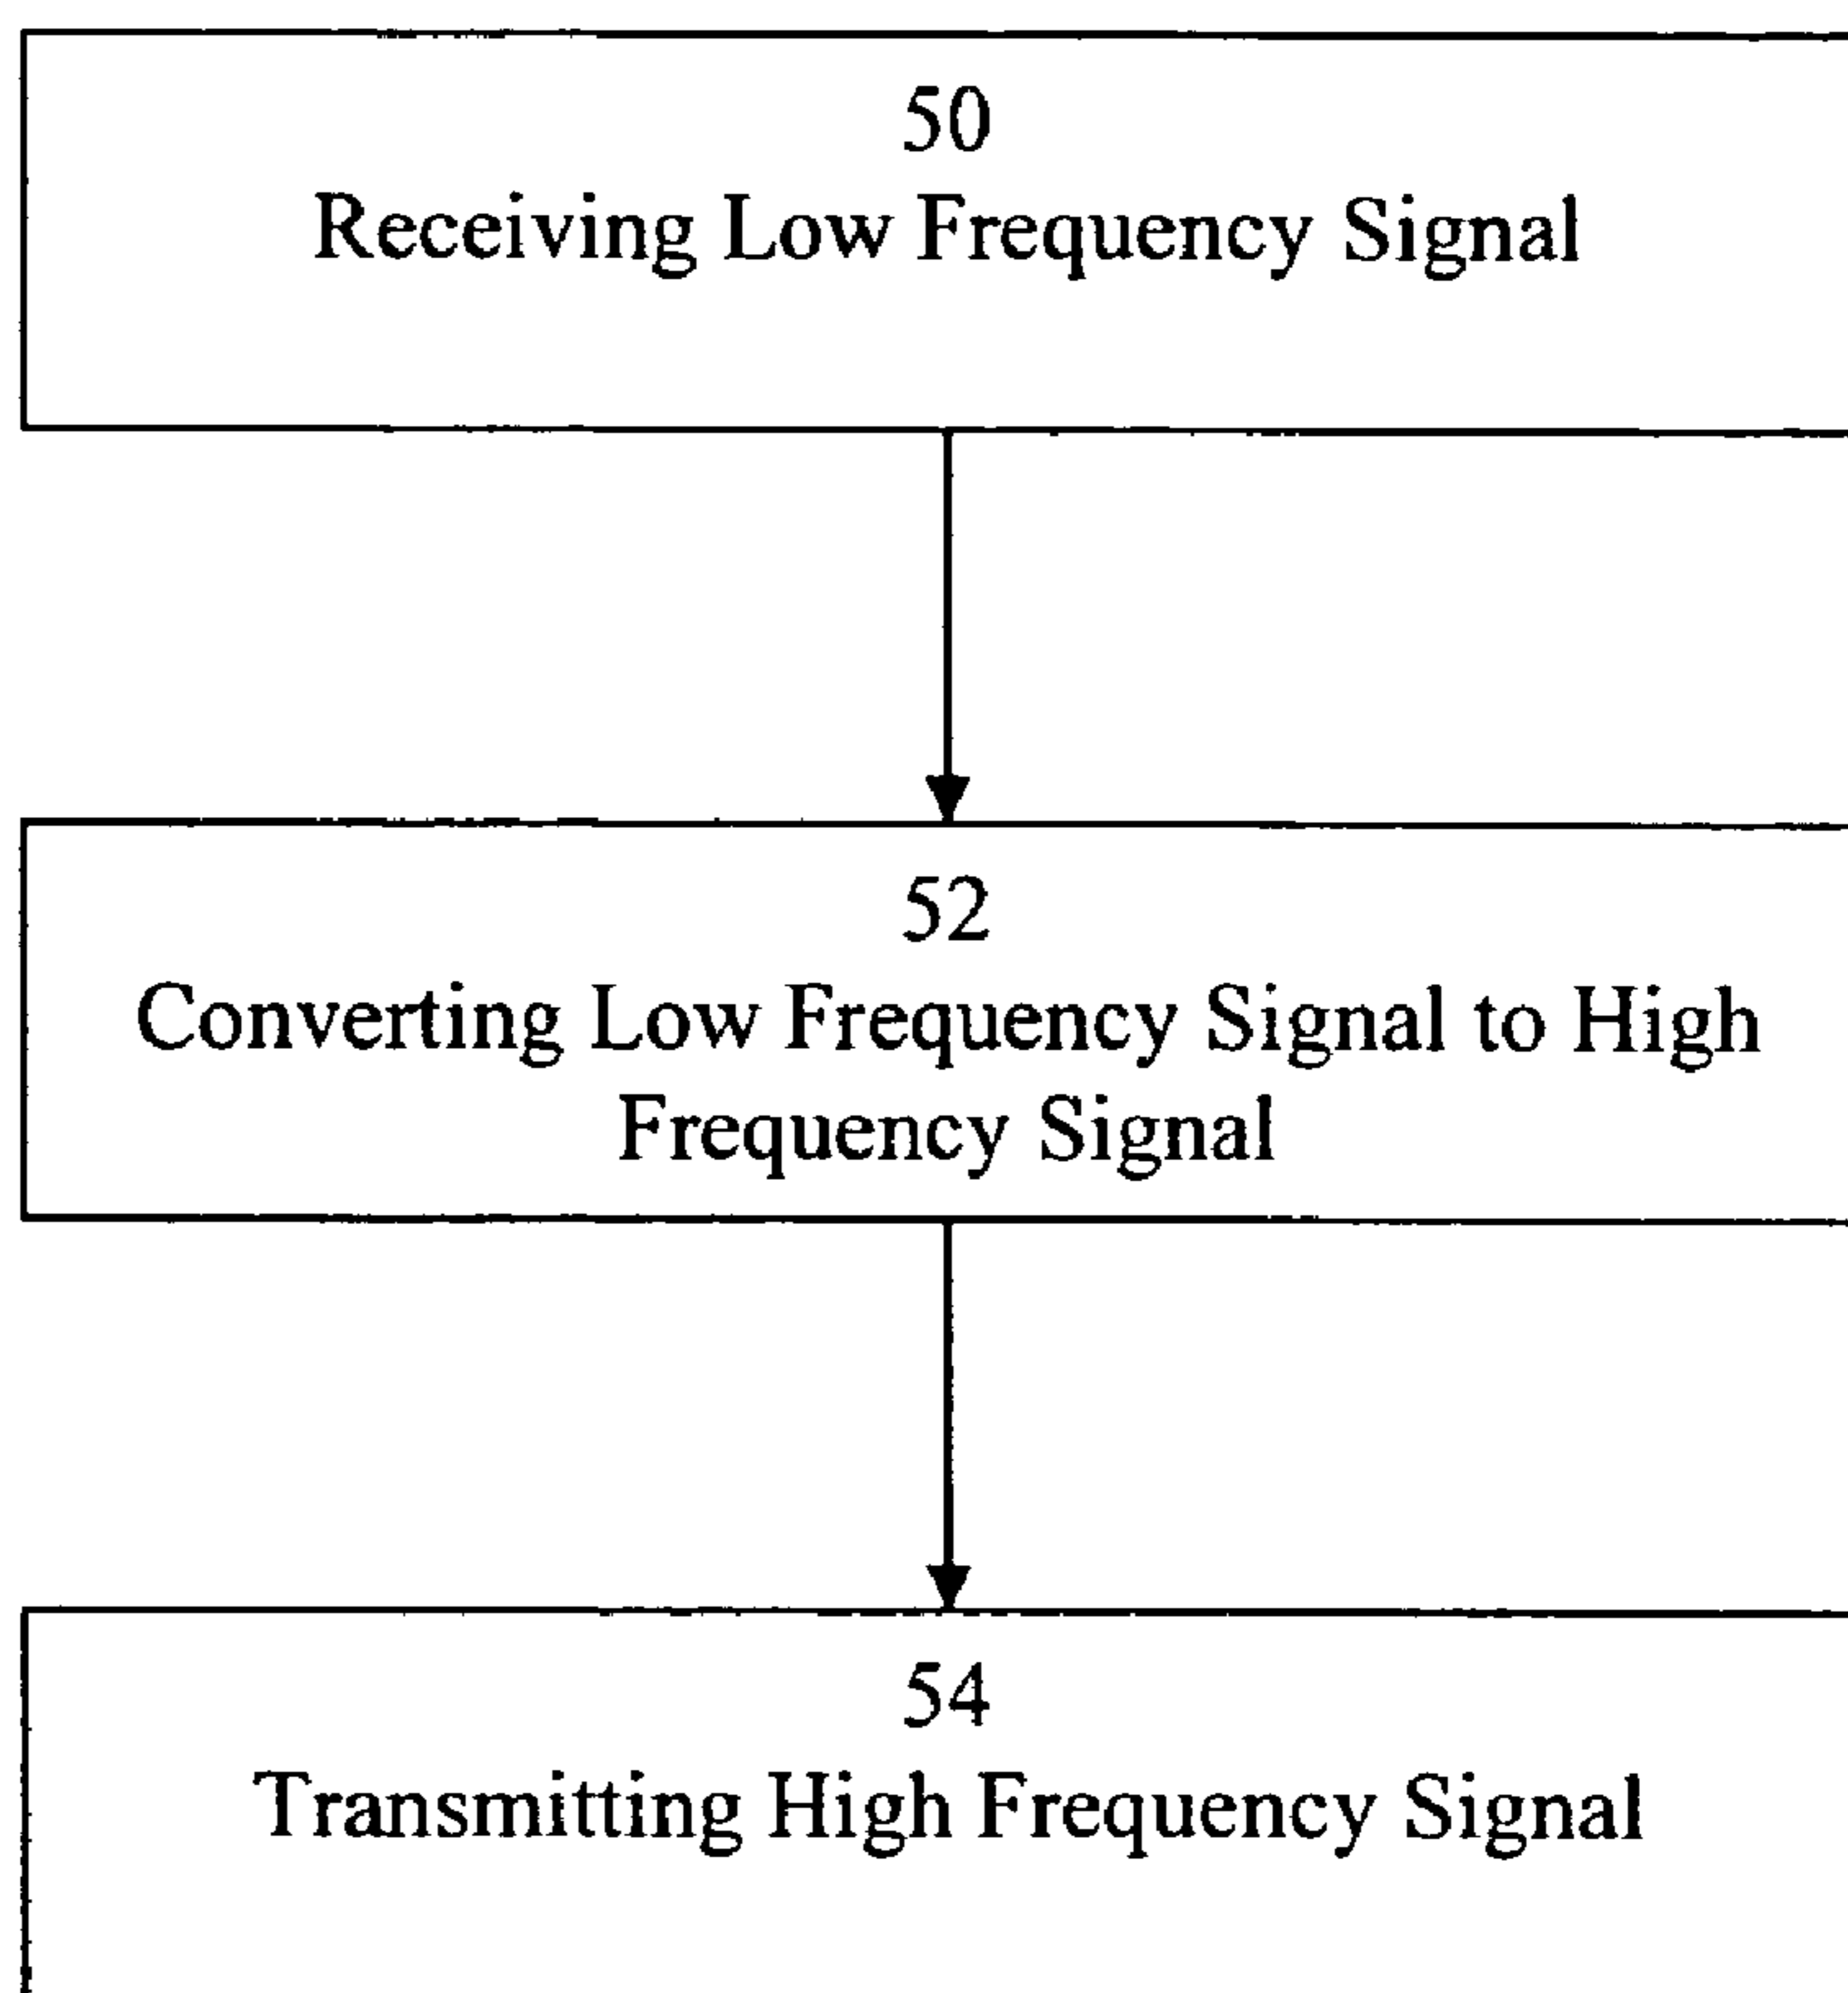 50
Receiving Low Frequency Signal
52
Converting Low Frequency Signal to High
Frequency Signal
54
Transmitting High Frequency Signal